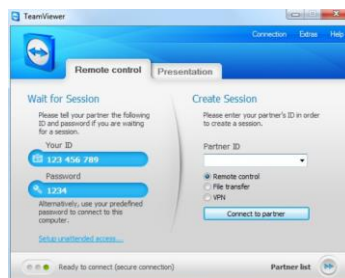 TeamViewer
Connection Extras Help
Remote control Presentation
Wait for Session
Please tell your partner the following
ID and password if you are waiting
for a session.
Your ID
123 456 789
Password
1234
Alternatively, use your predefined
password to connect to this
computer.
Setup unattended access...
Create Session
Please enter your partner's ID in order
to create a session.
Partner ID
Remote control
File transfer
VPN
Connect to partner
Ready to connect (secure connection)
Partner list